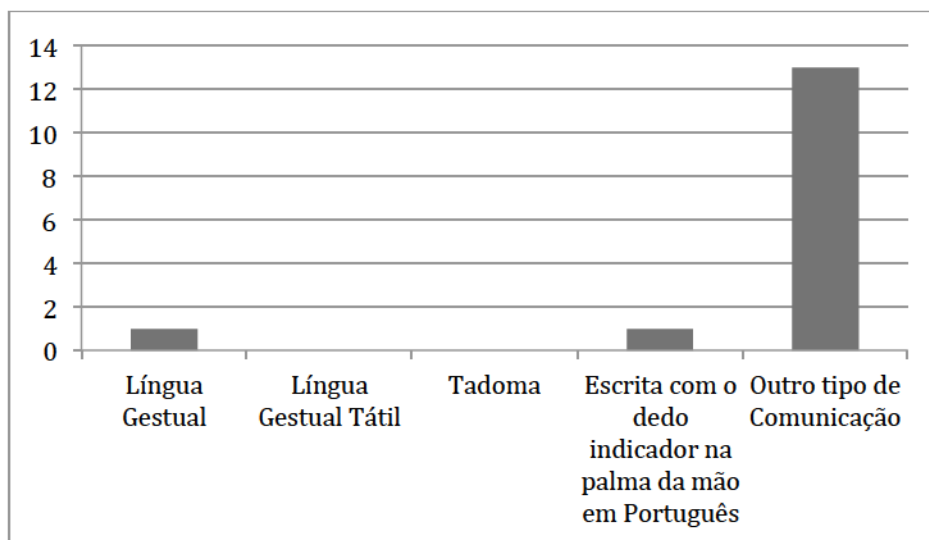 14
12
10
8
6
4
2
0
Língua
Gestual
Língua
Gestual Tátil
Tadoma
Escrita com o
dedo
indicador na
palma da mão
em Português
Outro tipo de
Comunicação